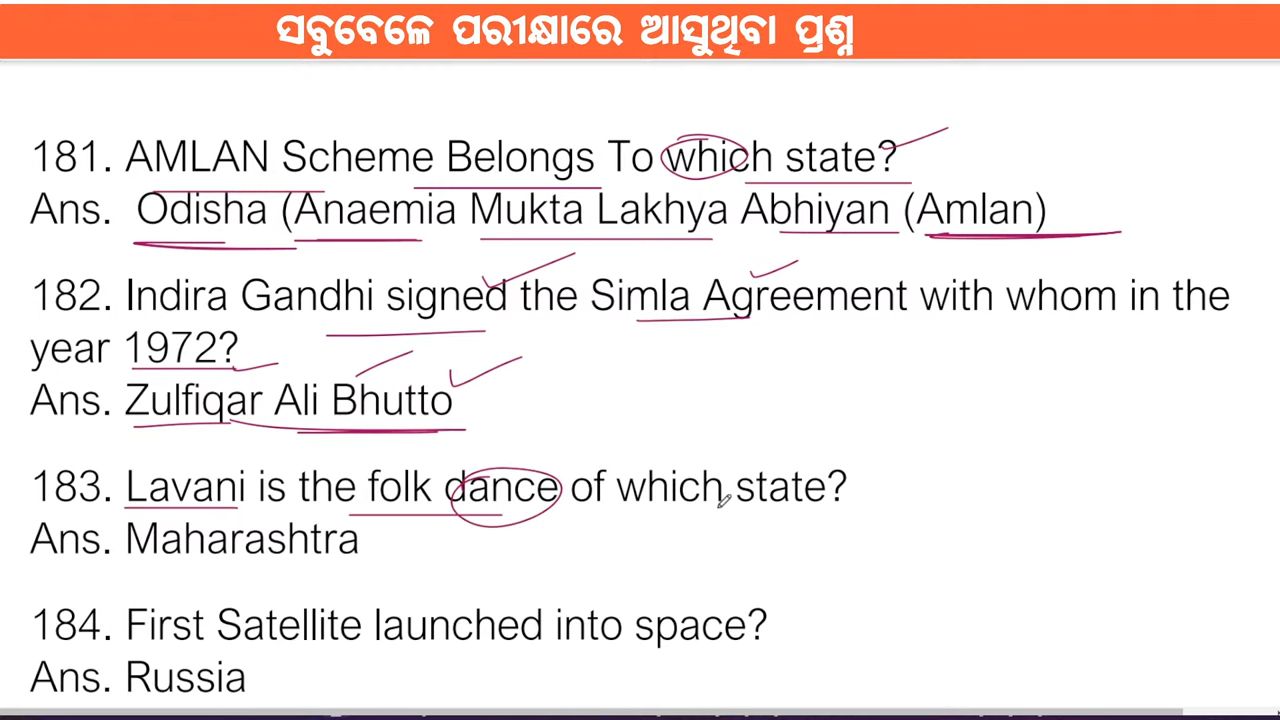 ସବୁବେଳେ ପରୀକ୍ଷାରେ ଆସୁଥିବା ପ୍ରଶ୍ନ
181. AMLAN Scheme Belongs To which state?
Ans. Odisha (Anaemia Mukta Lakhya Abhiyan (Amlan)
182. Indira Gandhi signed the Simla Agreement with whom in the
year 1972?
Ans. Zulfiqar Ali Bhutto
183. Lavani is the folk dance of which state?
Ans. Maharashtra
184. First Satellite launched into space?
Ans. Russia